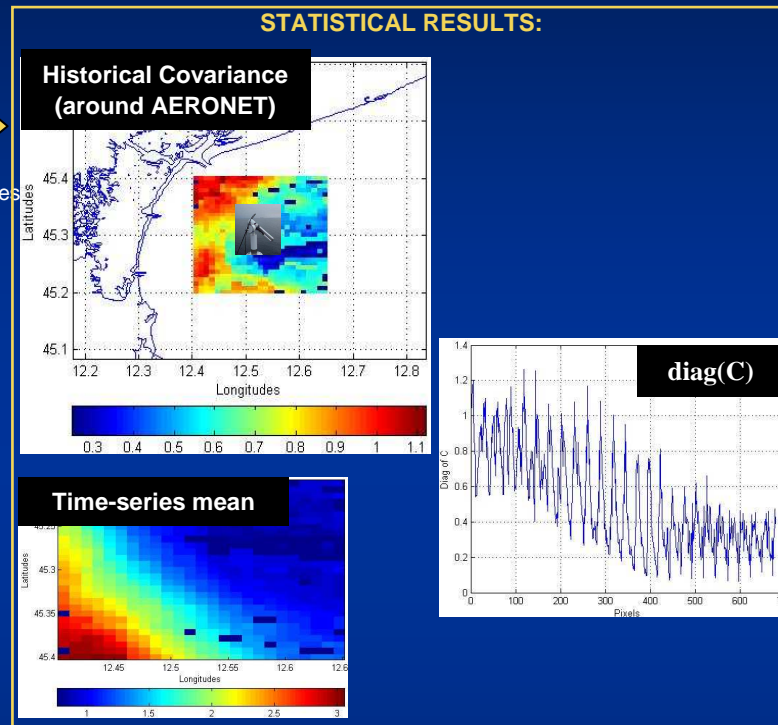 STATISTICAL RESULTS:
Historical Covariance
(around AERONET)
es
Latitudes
45.4
45.3
45.2
45.1
12.2 12.3 12.4 12.5 12.6 12.7 12.8
Longitudes
0.3 0.4 0.5 0.6 0.7 0.8 0.9 1 1.1
diag(C)
Diag of C
1.4
1.2
1
0.8
0.6
0.4
0.2
0
0 100 200 300 400 500 600
Pixels
Time-series mean
Latitudes
45.25
45.3
45.35
45.4
12.45 12.5 12.55 12.6 12.6
Longitudes
1 1.5 2 2.5 3